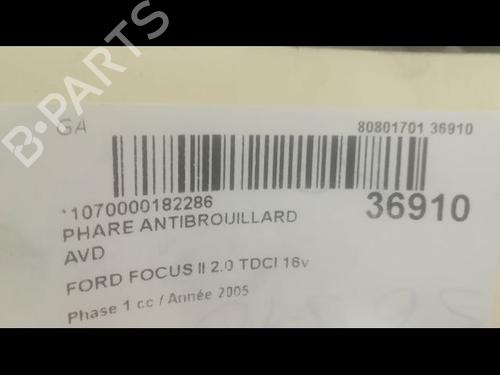 B-PARTS
GA
80801701 36910
*1070000182286
36910
PHARE ANTIBROUILLARD
AVD
FORD FOCUS II 2.0 TDCI 16v
Phase 1 cc / Année 2005